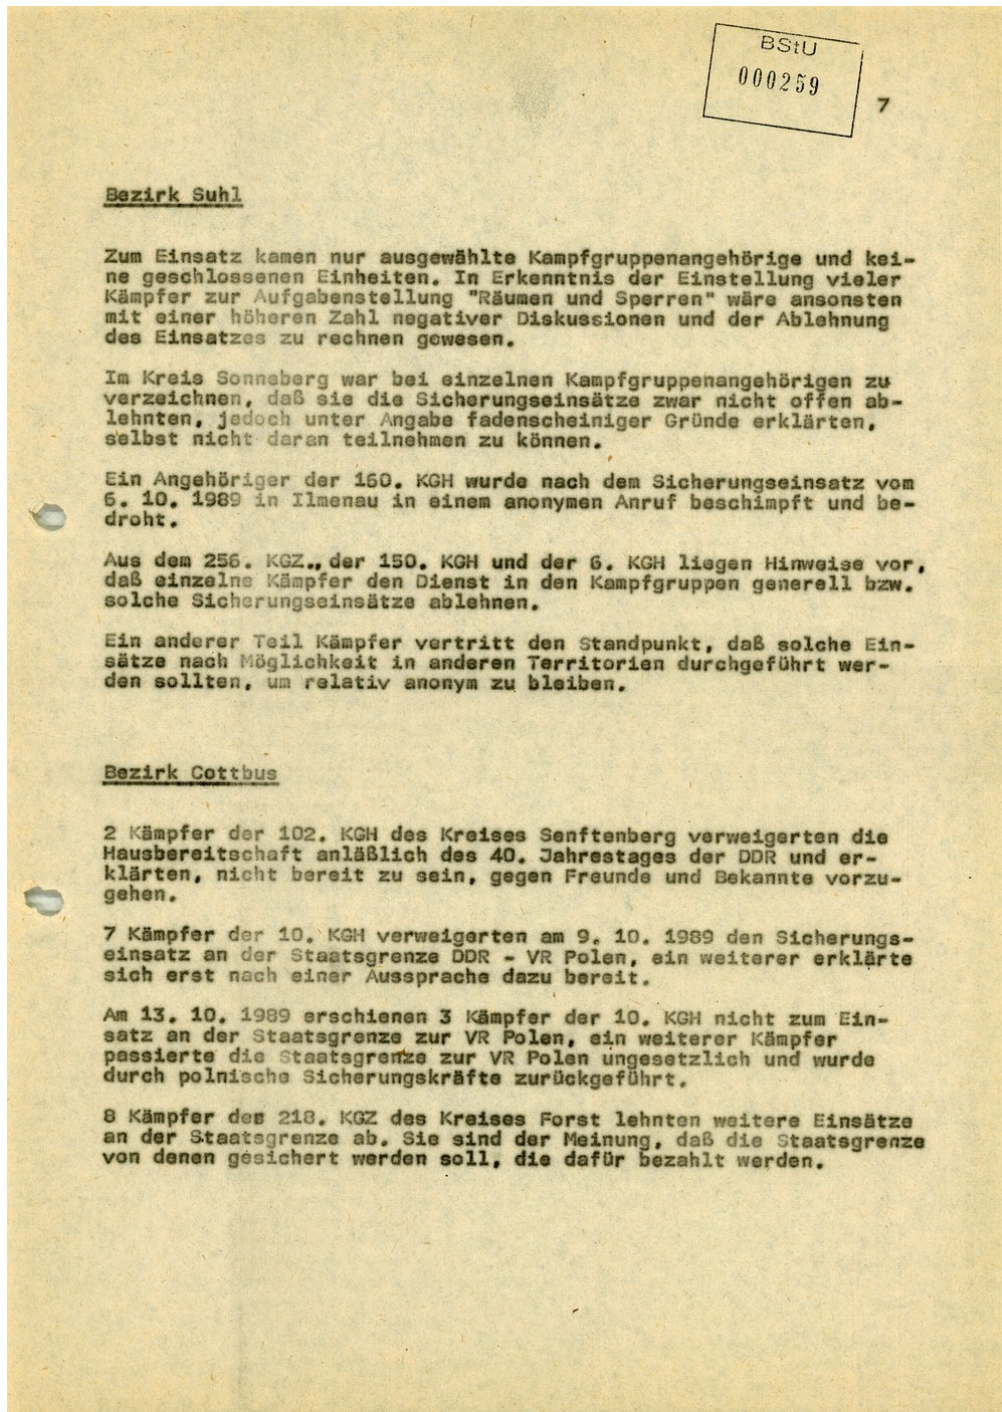 BStU
000259
7
Bezirk Suhl
Zum Einsatz kamen nur ausgewählte Kampfgruppenangehörige und kei-
ne geschlossenen Einheiten. In Erkenntnis der Einstellung vieler
Kämpfer zur Aufgabenstellung "Räumen und Sperren" wäre ansonsten
mit einer höheren Zahl negativer Diskussionen und der Ablehnung
des Einsatzes zu rechnen gewesen.
Im Kreis Sonneberg war bei einzelnen Kampfgruppenangehörigen zu
verzeichnen, daß sie die Sicherungseinsätze zwar nicht offen ab-
lehnten, jedoch unter Angabe fadenscheiniger Gründe erklärten,
selbst nicht daran teilnehmen zu können.
Ein Angehöriger der 160. KGH wurde nach dem Sicherungseinsatz vom
6. 10. 1989 in Ilmenau in einem anonymen Anruf beschimpft und be-
droht.
Aus dem 256. KGZ., der 150. KGH und der 6. KGH liegen Hinweise vor,
daß einzelne Kämpfer den Dienst in den Kampfgruppen generell bzw.
solche Sicherungseinsätze ablehnen.
Ein anderer Teil Kämpfer vertritt den Standpunkt, daß solche Ein-
sätze nach Möglichkeit in anderen Territorien durchgeführt wer-
den sollten, um relativ anonym zu bleiben.
Bezirk Cottbus
2 Kämpfer der 102. KGH des Kreises Senftenberg verweigerten die
Hausbereitschaft anläßlich des 40. Jahrestages der DDR und er-
klärten, nicht bereit zu sein, gegen Freunde und Bekannte vorzu-
gehen.
7 Kämpfer der 10. KGH verweigerten am 9. 10. 1989 den Sicherungs-
einsatz an der Staatsgrenze DDR - VR Polen, ein weiterer erklärte
sich erst nach einer Aussprache dazu bereit.
Am 13. 10. 1989 erschienen 3 Kämpfer der 10. KGH nicht zum Ein-
satz an der Staatsgrenze zur VR Polen, ein weiterer Kämpfer
passierte die Staatsgrenze zur VR Polen ungesetzlich und wurde
durch polnische Sicherungskräfte zurückgeführt.
8 Kämpfer des 218. KGZ des Kreises Forst lehnten weitere Einsätze
an der Staatsgrenze ab. Sie sind der Meinung, daß die Staatsgrenze
von denen gesichert werden soll, die dafür bezahlt werden.